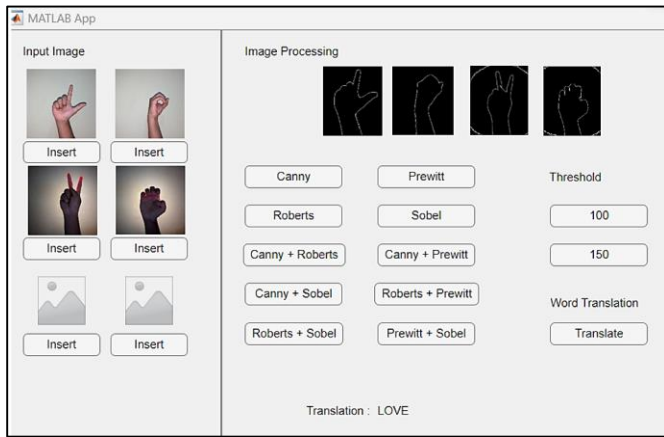 MATLAB App
Input Image
Insert Insert
Insert Insert
Insert Insert
Image Processing
Canny Prewitt Threshold
Roberts Sobel 100
Canny + Roberts Canny + Prewitt 150
Canny + Sobel Roberts + Prewitt Word Translation
Roberts + Sobel Prewitt + Sobel Translate
Translation : LOVE